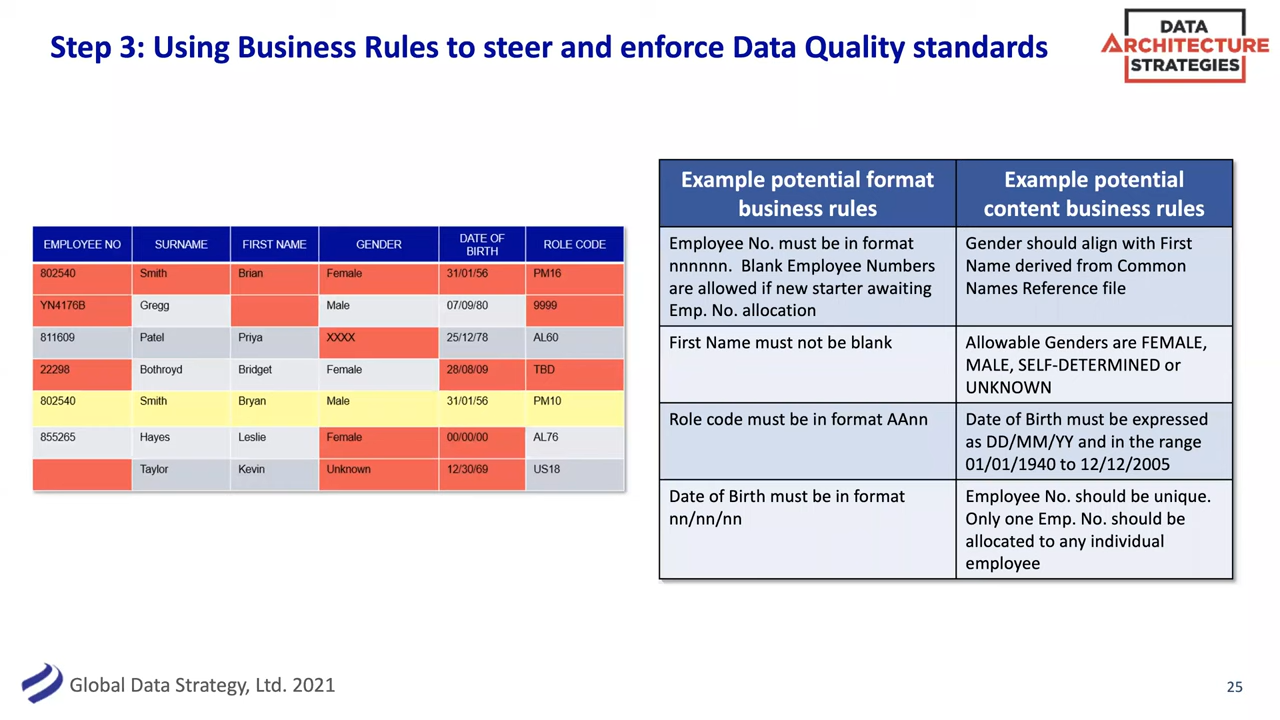 Step 3: Using Business Rules to steer and enforce Data Quality standards
DATA
ARCHITECTURE
STRATEGIES
EMPLOYEE NO SURNAME FIRST NAME GENDER DATE OF BIRTH ROLE CODE
802540 Smith Brian Female 31/01/56 PM16
YN4176B Gregg Male 07/09/80 9999
811609 Patel Priya XXXX 25/12/78 AL60
22298 Bothroyd Bridget Female 28/08/09 TBD
802540 Smith Bryan Male 31/01/56 PM10
855265 Hayes Leslie Female 00/00/00 AL76
Taylor Kevin Unknown 12/30/69 US18
Example potential format
business rules
Example potential
content business rules
Employee No. must be in format
nnnnnn. Blank Employee Numbers
are allowed if new starter awaiting
Emp. No. allocation
Gender should align with First
Name derived from Common
Names Reference file
First Name must not be blank
Allowable Genders are FEMALE,
MALE, SELF-DETERMINED or
UNKNOWN
Role code must be in format AAnn
Date of Birth must be expressed
as DD/MM/YY and in the range
01/01/1940 to 12/12/2005
Date of Birth must be in format
nn/nn/nn
Employee No. should be unique.
Only one Emp. No. should be
allocated to any individual
employee
Global Data Strategy, Ltd. 2021
25